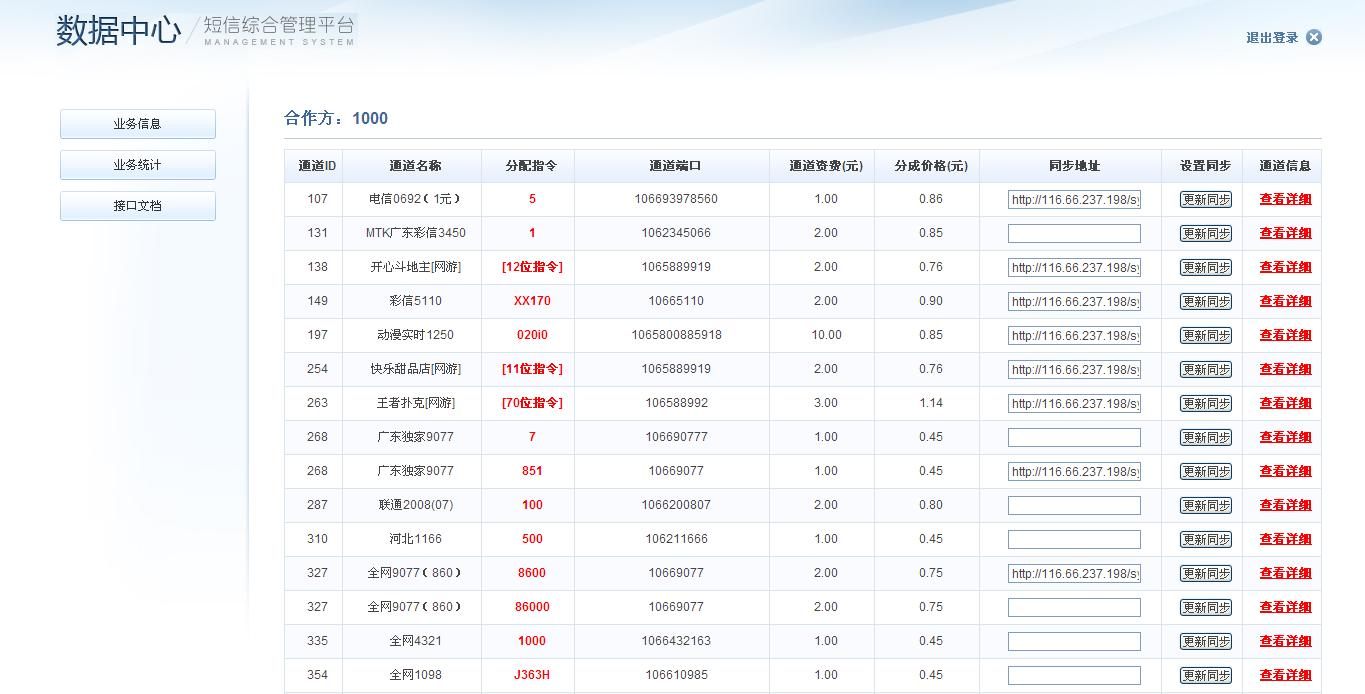 数据中心 短信综合管理平台
MANAGEMENT SYSTEM
退出登录
业务信息
业务统计
接口文档
合作方：1000
通道ID 通道名称 分配指令 通道端口 通道资费(元) 分成价格(元) 同步地址 设置同步 通道信息
107 电信0692（1元） 5 106693978560 1.00 0.86 http://116.66.237.198/sy 更新同步 查看详细
131 MTK广东彩信3450 1 1062345066 2.00 0.85 更新同步 查看详细
138 开心斗地主[网游] [12位指令] 1065889919 2.00 0.76 http://116.66.237.198/sy 更新同步 查看详细
149 彩信5110 XX170 10665110 2.00 0.90 http://116.66.237.198/sy 更新同步 查看详细
197 动漫实时1250 020i0 1065800885918 10.00 0.85 http://116.66.237.198/sy 更新同步 查看详细
254 快乐甜品店[网游] [11位指令] 1065889919 2.00 0.76 http://116.66.237.198/sy 更新同步 查看详细
263 王者扑克[网游] [70位指令] 106588992 3.00 1.14 http://116.66.237.198/sy 更新同步 查看详细
268 广东独家9077 7 106690777 1.00 0.45 更新同步 查看详细
268 广东独家9077 851 10669077 1.00 0.45 http://116.66.237.198/sy 更新同步 查看详细
287 联通2008(07) 100 1066200807 2.00 0.80 更新同步 查看详细
310 河北1166 500 106211666 1.00 0.45 更新同步 查看详细
327 全网9077（860） 8600 10669077 2.00 0.75 http://116.66.237.198/sy 更新同步 查看详细
327 全网9077（860） 86000 10669077 2.00 0.75 更新同步 查看详细
335 全网4321 1000 1066432163 1.00 0.45 更新同步 查看详细
354 全网1098 J363H 106610985 1.00 0.45 更新同步 查看详细